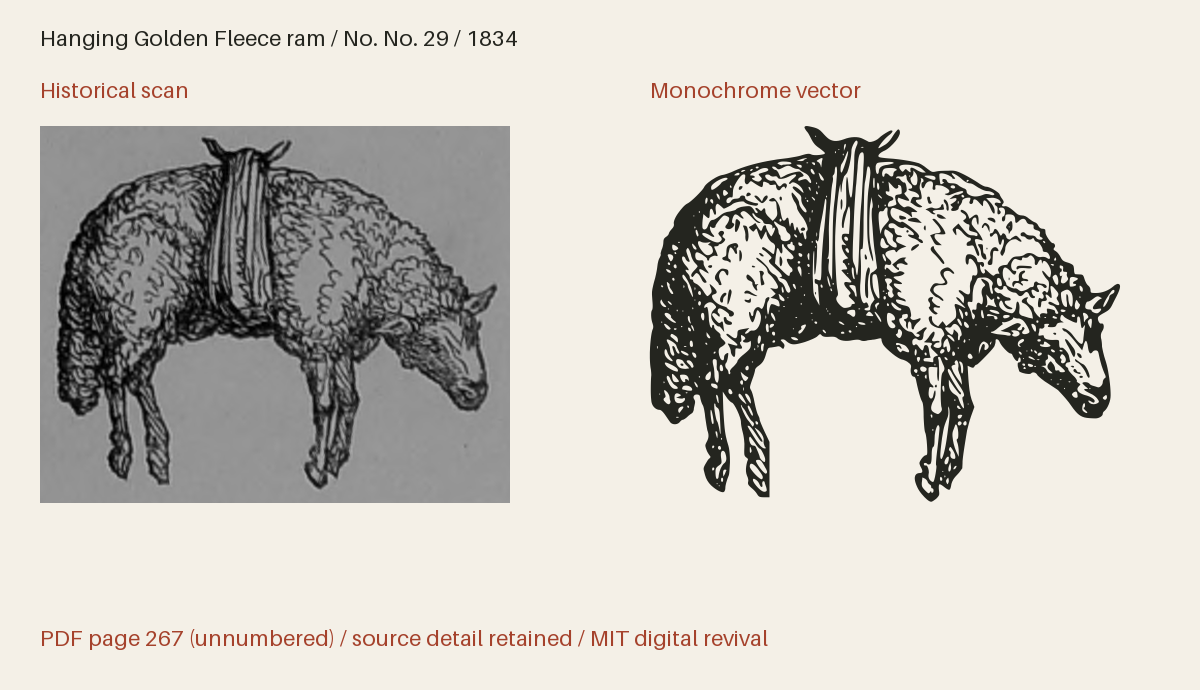 Hanging Golden Fleece ram / No. No. 29 / 1834
Historical scan
Monochrome vector
PDF page 267 (unnumbered) / source detail retained / MIT digital revival